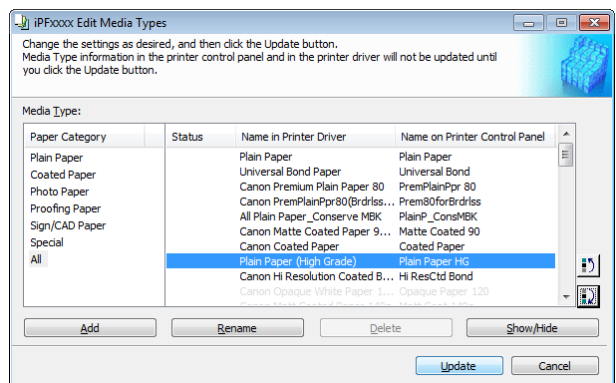 iPFxxxx Edit Media Types
Change the settings as desired, and then click the Update button.
Media Type information in the printer control panel and in the printer driver will not be updated until
you click the Update button.
Media Type:
Paper Category Status Name in Printer Driver Name on Printer Control Panel
Plain Paper
Coated Paper
Photo Paper
Proofing Paper
Sign/CAD Paper
Special
All
Plain Paper Plain Paper
Universal Bond Paper Universal Bond
Canon Premium Plain Paper 80 PremPlainPpr 80
Canon PremPlainPpr80(Brdrlss... Prem80forBrdrlss
All Plain Paper_Conserve MBK PlainP_ConsMBK
Canon Matte Coated Paper 9... Matte Coated 90
Canon Coated Paper Coated Paper
Plain Paper (High Grade) Plain Paper HG
Canon Hi Resolution Coated B... Hi ResCtd Bond
Canon Opaque White Paper 1... Opaque Paper 120
Add Rename Delete Show/Hide
Update Cancel